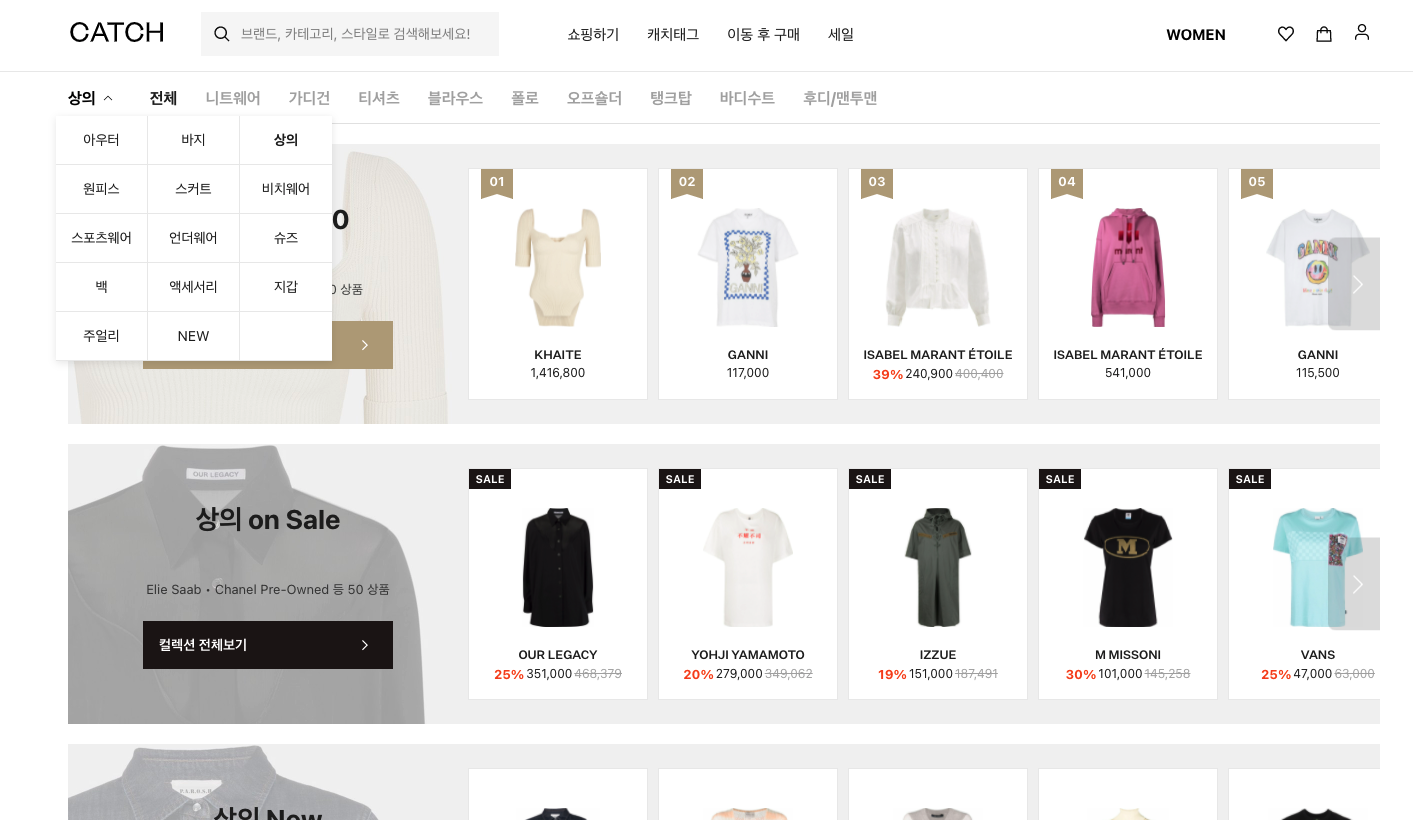 CATCH
브랜드, 카테고리, 스타일로 검색해보세요!
쇼핑하기 캐치태그 이동 후 구매 세일
WOMEN
상의 전체 니트웨어 가디건 티셔츠 블라우스 폴로 오프숄더 탱크탑 바디수트 후디/맨투맨
아우터 바지 상의
원피스 스커트 비치웨어
스포츠웨어 언더웨어 슈즈
백 액세서리 지갑
주얼리 NEW
0
0 상품
01
GANNI
KHAITE
1,416,800
02
GANNI
GANNI
117,000
03
ISABEL MARANT ÉTOILE
39% 240,900 400,400
04
ISABEL MARANT ÉTOILE
541,000
05
GANNI
GANNI
115,500
OUR LEGACY
상의 on Sale
Elie Saab • Chanel Pre-Owned 등 50 상품
컬렉션 전체보기
SALE
OUR LEGACY
25% 351,000 468,379
SALE
YOHJI YAMAMOTO
20% 279,000 349,062
SALE
IZZUE
19% 151,000 187,491
SALE
M
M MISSONI
30% 101,000 145,258
SALE
VANS
25% 47,000 63,000
상의 New